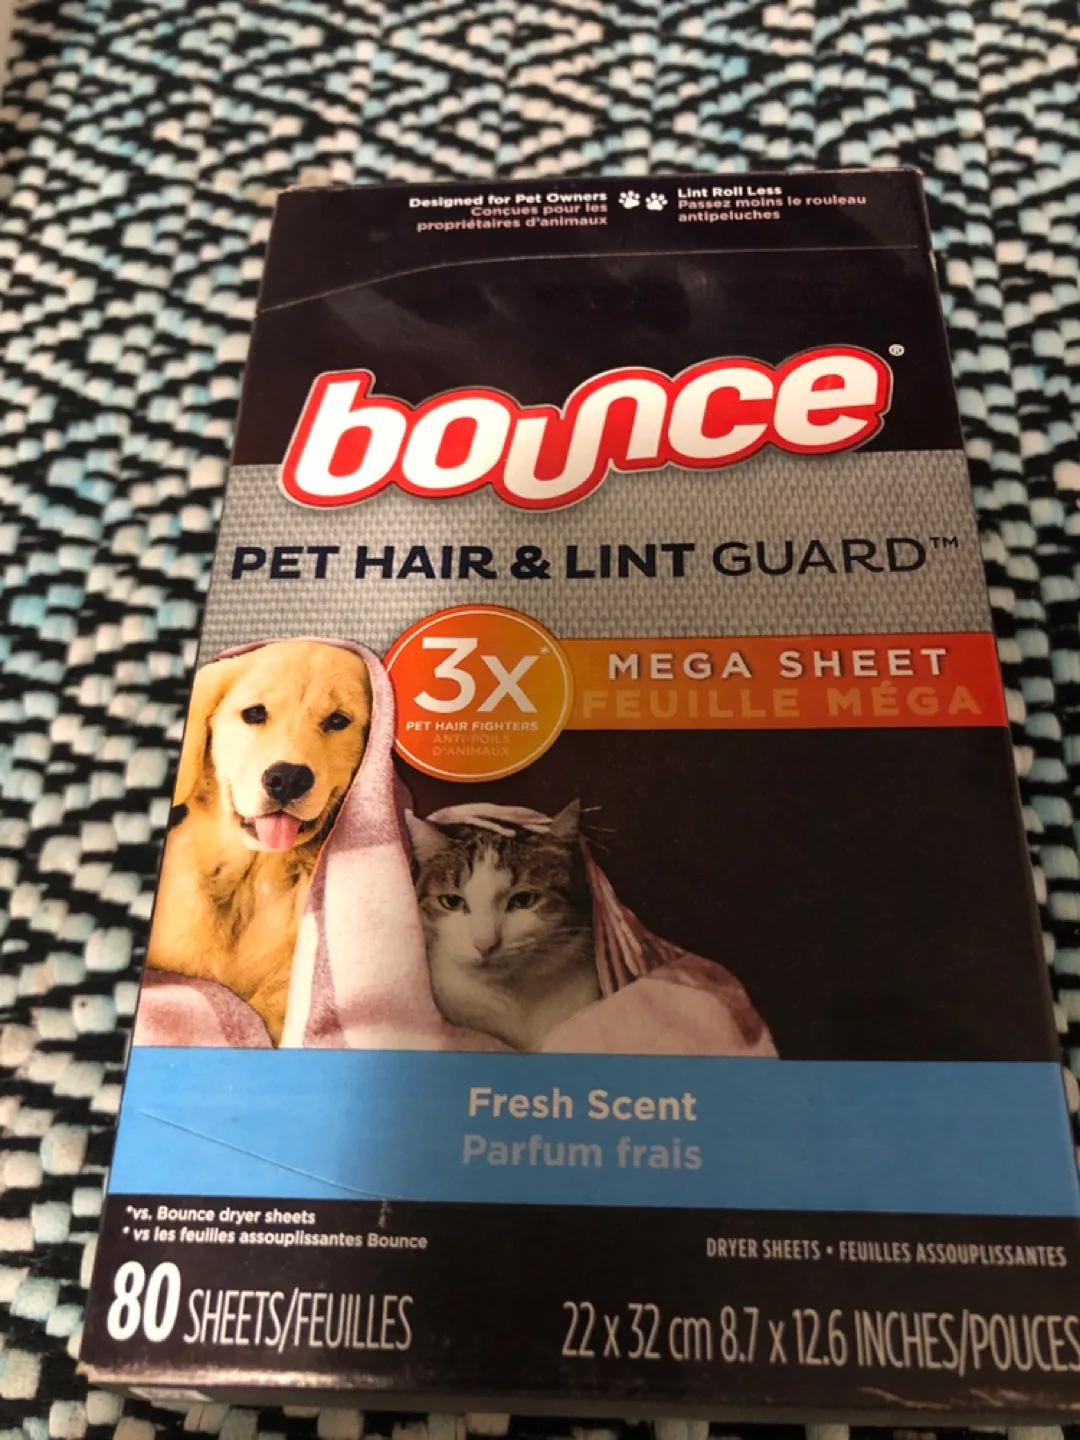 Designed for Pet Owners
Conçues pour les
propriétaires d'animaux
Lint Roll Less
Passez moins le rouleau
antipeluches
bounce®
PET HAIR & LINT GUARD™
3x*
PET HAIR FIGHTERS
ANTI-POILS
D'ANIMAUX
MEGA SHEET
FEUILLE MÉGA
Fresh Scent
Parfum frais
*vs. Bounce dryer sheets
* vs les feuilles assouplissantes Bounce
DRYER SHEETS • FEUILLES ASSOUPLISSANTES
80 SHEETS/FEUILLES
22 x 32 cm 8.7 x 12.6 INCHES/POUCES